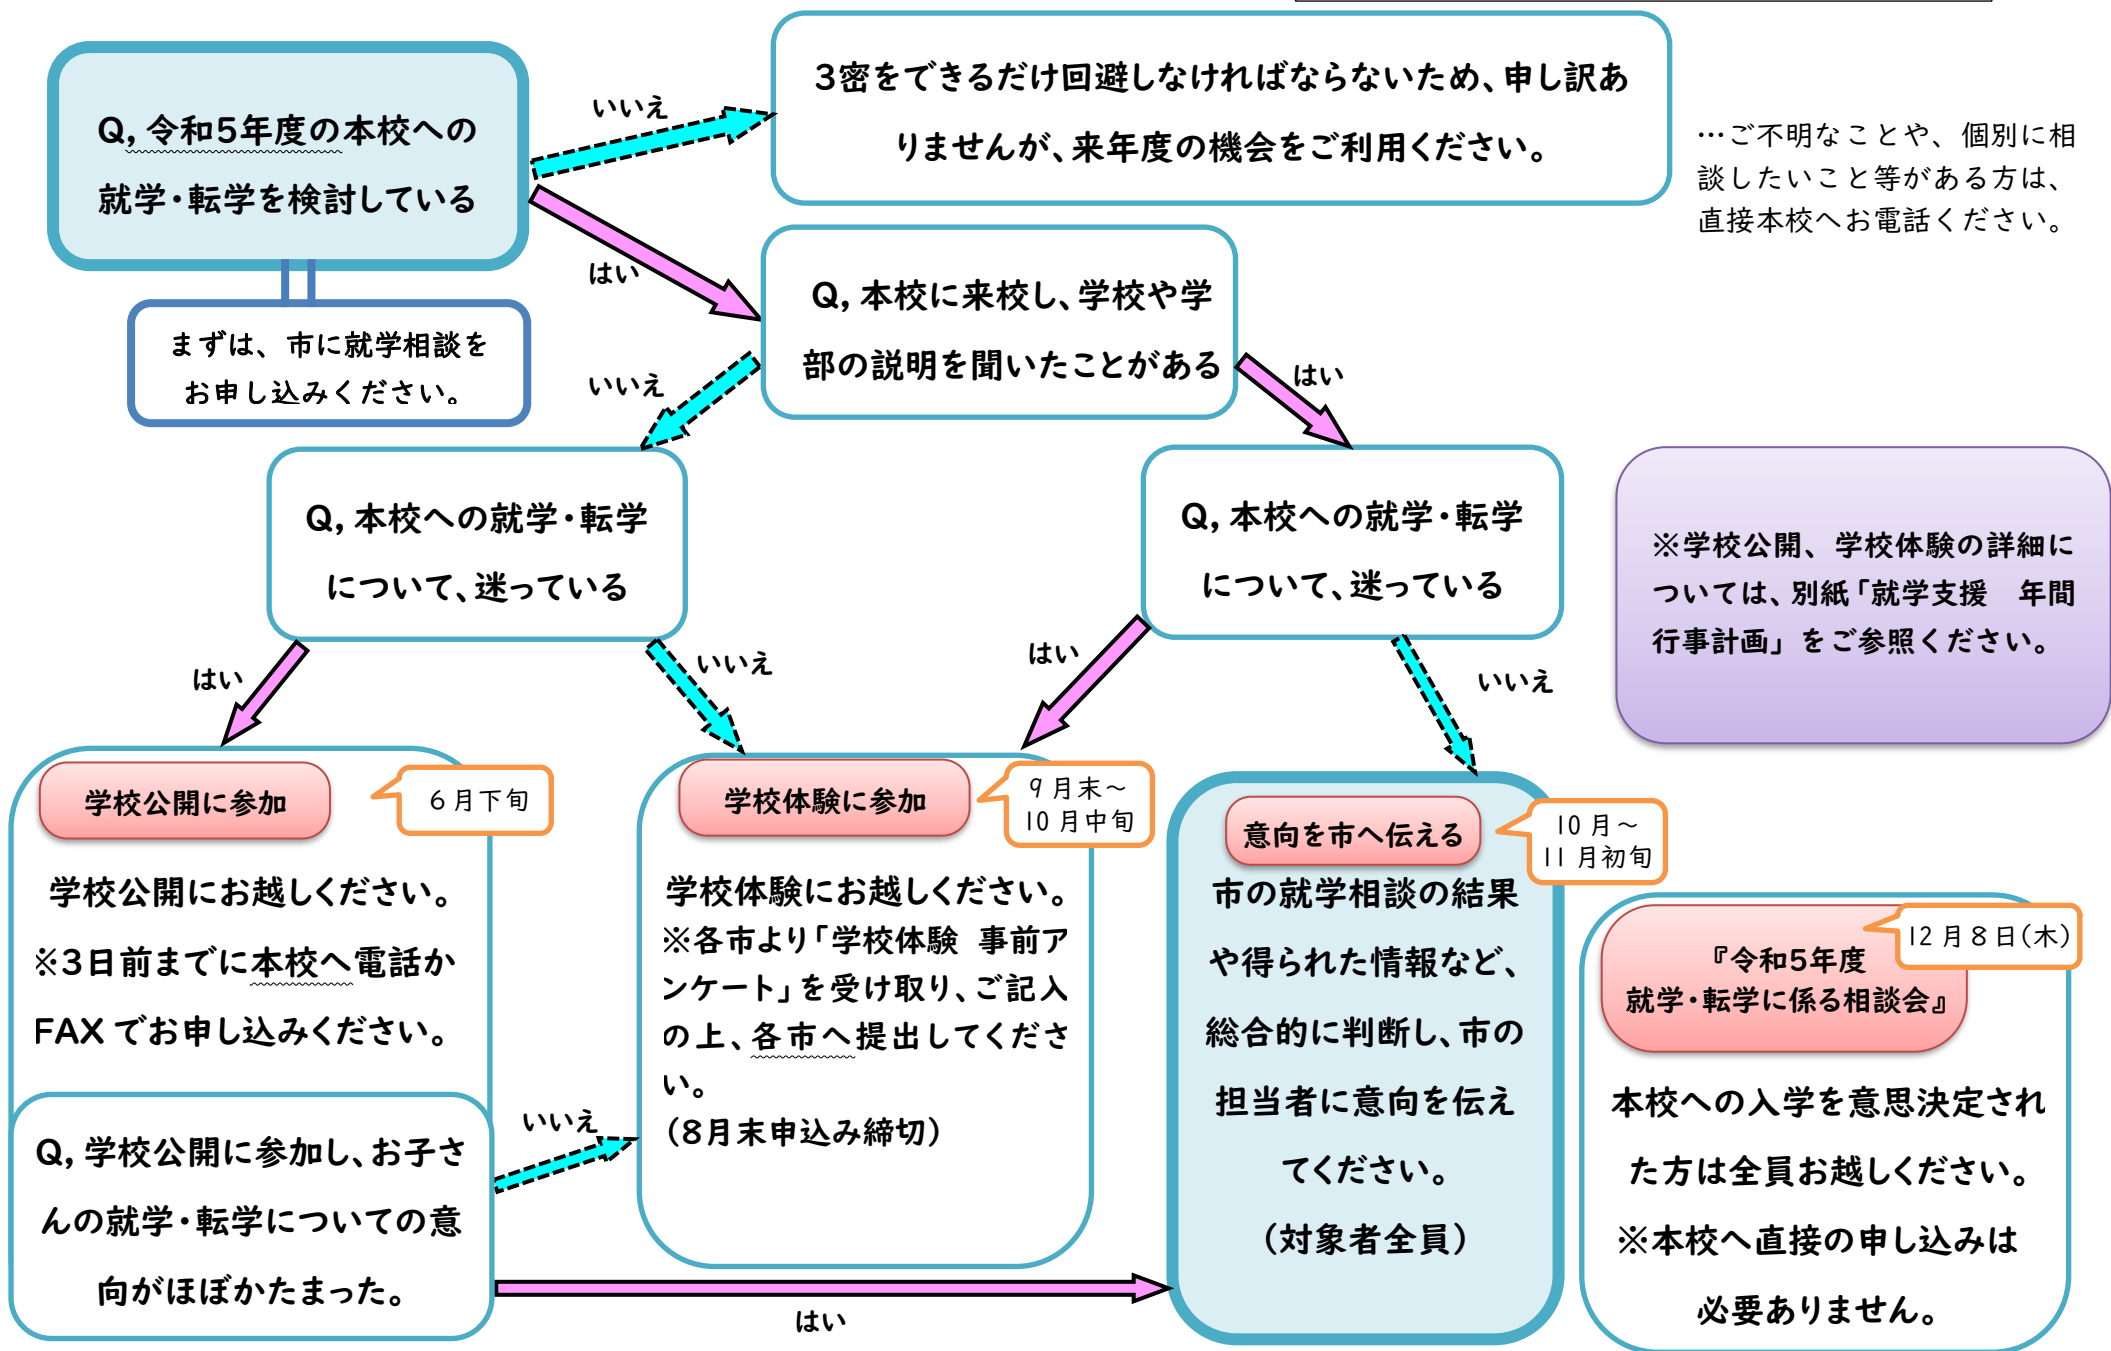 Q, 令和5年度の本校への
就学・転学を検討している
まずは、市に就学相談を
お申し込みください。
いいえ
3密をできるだけ回避しなければならないため、申し訳あ
りませんが、来年度の機会をご利用ください。
…ご不明なことや、個別に相
談したいこと等がある方は、
直接本校へお電話ください。
はい
Q, 本校に来校し、学校や学
部の説明を聞いたことがある
いいえ
はい
Q, 本校への就学・転学
について、迷っている
Q, 本校への就学・転学
について、迷っている
※学校公開、学校体験の詳細に
ついては、別紙「就学支援　年間
行事計画」をご参照ください。
はい
いいえ
はい
いいえ
学校公開に参加
6月下旬
学校公開にお越しください。
※3日前までに本校へ電話か
FAX でお申し込みください。
Q, 学校公開に参加し、お子さ
んの就学・転学についての意
向がほぼかたまった。
いいえ
はい
学校体験に参加
9月末～
10月中旬
学校体験にお越しください。
※各市より「学校体験 事前ア
ンケート」を受け取り、ご記入
の上、各市へ提出してくださ
い。
(8月末申込み締切)
意向を市へ伝える
10月～
11月初旬
市の就学相談の結果
や得られた情報など、
総合的に判断し、市の
担当者に意向を伝え
てください。
(対象者全員)
『令和5年度
就学・転学に係る相談会』
12月8日(木)
本校への入学を意思決定され
た方は全員お越しください。
※本校へ直接の申し込みは
必要ありません。